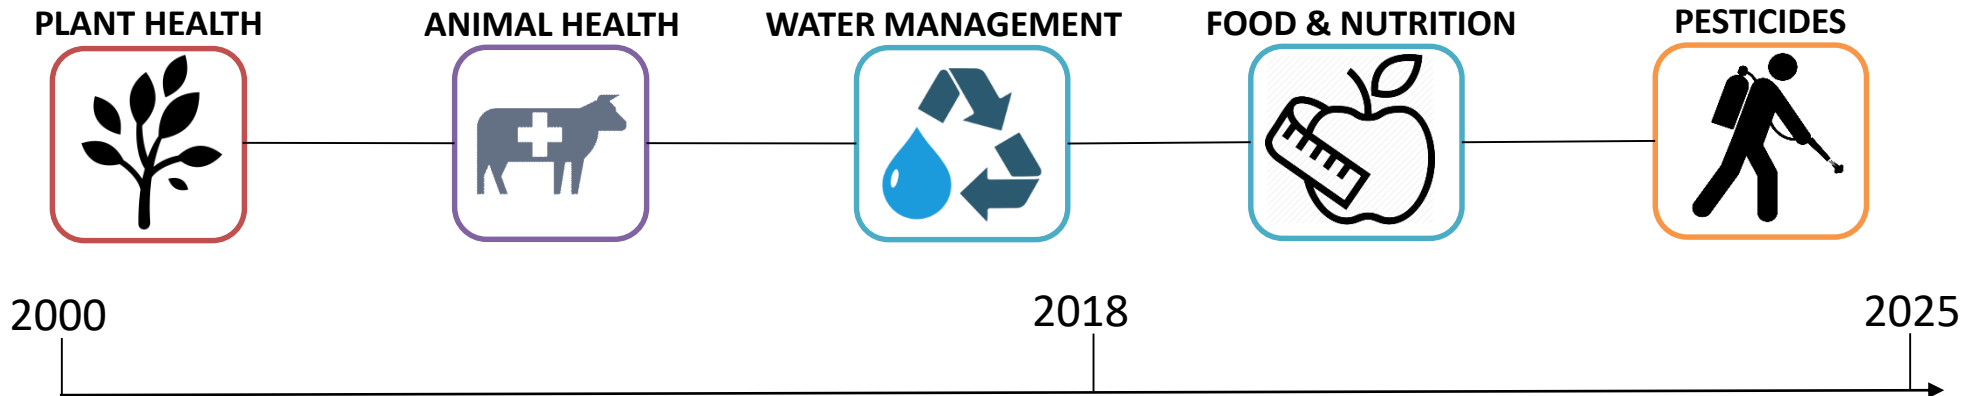 PLANT HEALTH
ANIMAL HEALTH
WATER MANAGEMENT
FOOD & NUTRITION
PESTICIDES
2000
2018
2025